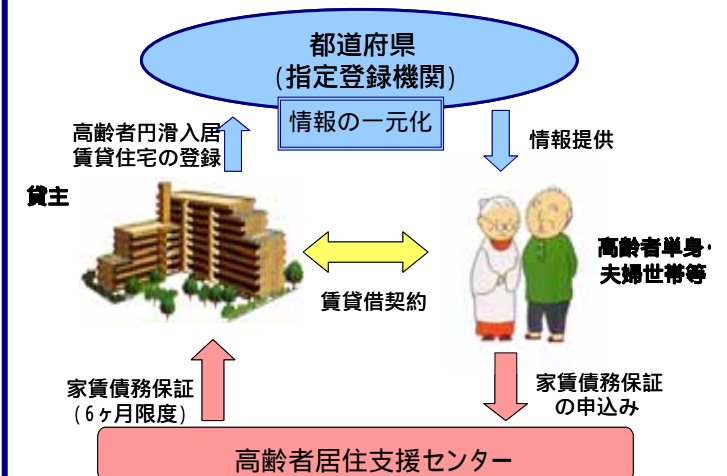 都道府県
(指定登録機関)
情報の一元化
高齢者円滑入居
賃貸住宅の登録
情報提供
貸主
高齢者単身・
夫婦世帯等
賃貸借契約
家賃債務保証
(6ヶ月限度)
家賃債務保証
の申込み
高齢者居住支援センター